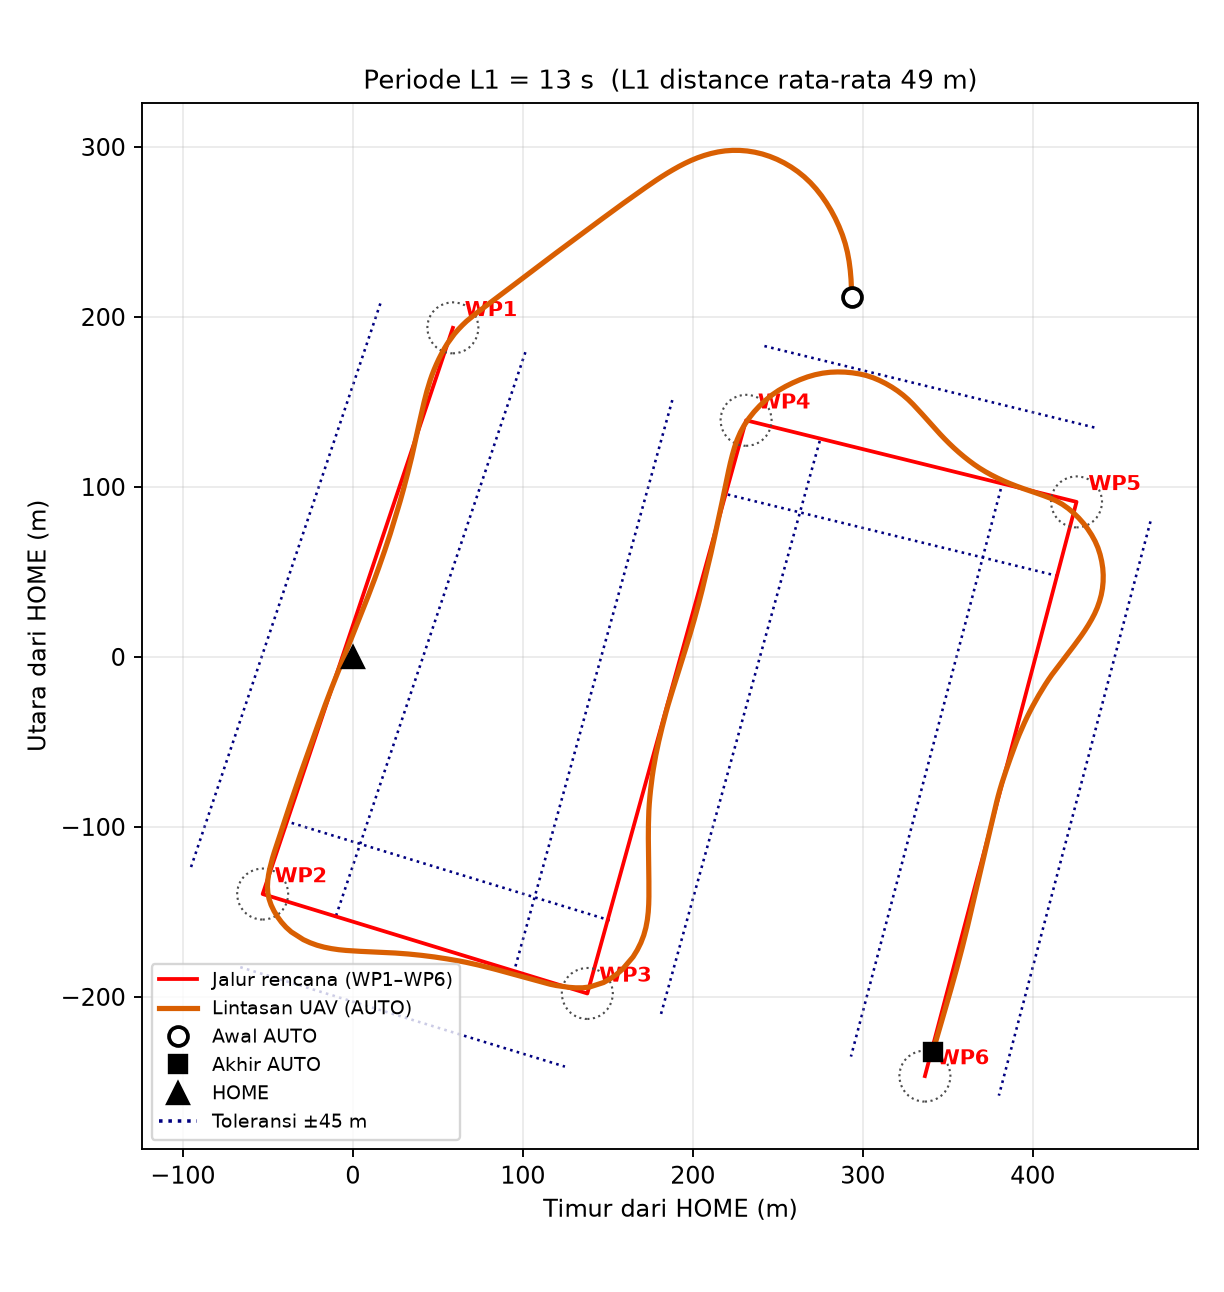 Periode L1 = 13 s  (L1 distance rata-rata 49 m)
300
200
100
0
−100
−200
Utara dari HOME (m)
WP1
WP4
WP5
WP2
WP3
WP6
Jalur rencana (WP1–WP6)
Lintasan UAV (AUTO)
Awal AUTO
Akhir AUTO
HOME
Toleransi ±45 m
−100
0
100
200
300
400
Timur dari HOME (m)